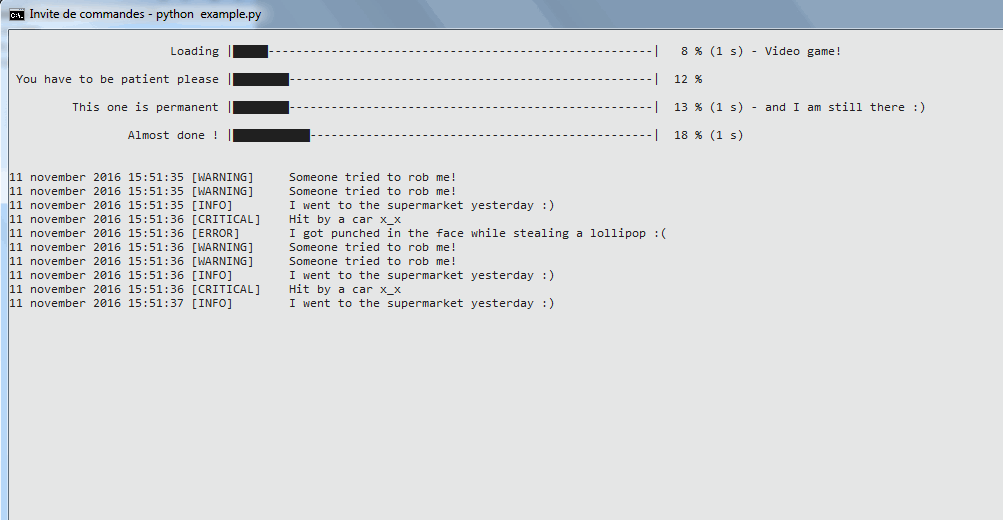 Invite de commandes - python  example.py
Loading |█████-------------------------------------------------------|   8 % (1 s) - Video game!
You have to be patient please |████████----------------------------------------------------|  12 %
This one is permanent |████████----------------------------------------------------|  13 % (1 s) - and I am still there :)
Almost done ! |███████████-------------------------------------------------|  18 % (1 s)
11 november 2016 15:51:35 [WARNING]     Someone tried to rob me!
11 november 2016 15:51:35 [WARNING]     Someone tried to rob me!
11 november 2016 15:51:35 [INFO]        I went to the supermarket yesterday :)
11 november 2016 15:51:36 [CRITICAL]    Hit by a car x_x
11 november 2016 15:51:36 [ERROR]       I got punched in the face while stealing a lollipop :(
11 november 2016 15:51:36 [WARNING]     Someone tried to rob me!
11 november 2016 15:51:36 [WARNING]     Someone tried to rob me!
11 november 2016 15:51:36 [INFO]        I went to the supermarket yesterday :)
11 november 2016 15:51:36 [CRITICAL]    Hit by a car x_x
11 november 2016 15:51:37 [INFO]        I went to the supermarket yesterday :)